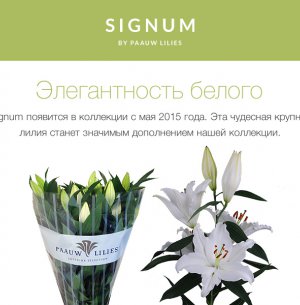 SIGNUM
BY PAAUW LILIES
Элегантность белого
gnum появится в коллекции с мая 2015 года. Эта чудесная крупн
лилия станет значимым дополнением нашей коллекции.
PAAUW LILIES